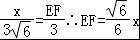 x/(3√6) = EF/3 ∴ EF = (√6/6)x